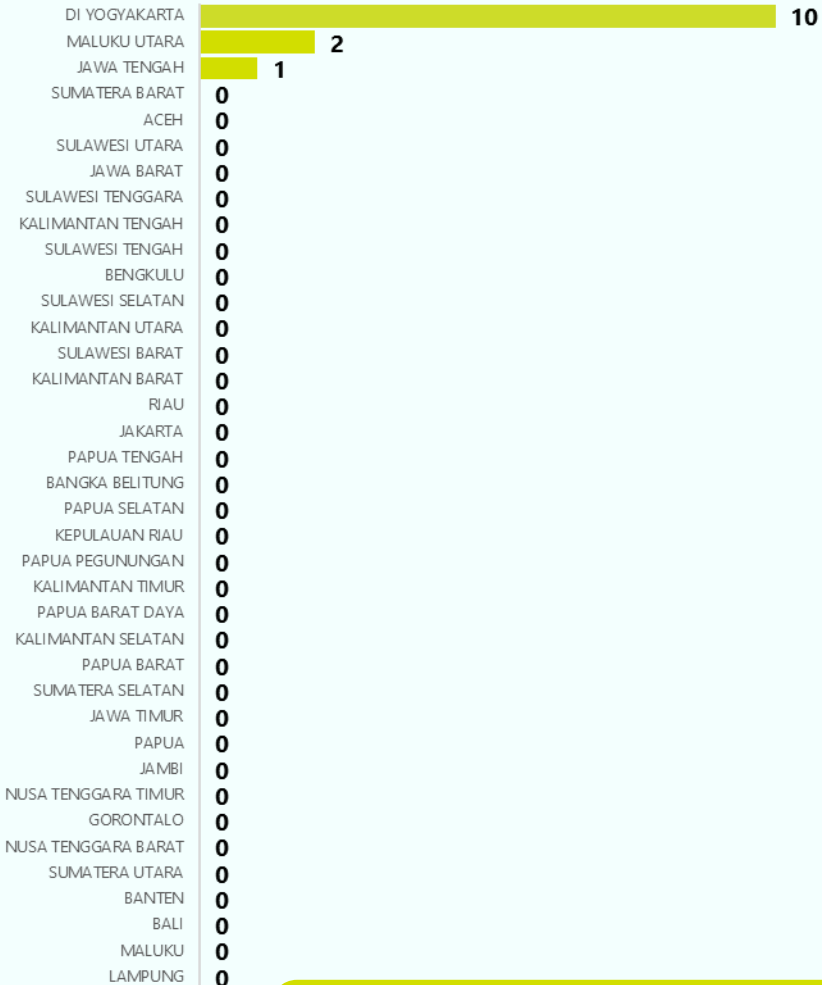 DI YOGYAKARTA 10
MALUKU UTARA 2
JAWA TENGAH 1
SUMATERA BARAT 0
ACEH 0
SULAWESI UTARA 0
JAWA BARAT 0
SULAWESI TENGGARA 0
KALIMANTAN TENGAH 0
SULAWESI TENGAH 0
BENGKULU 0
SULAWESI SELATAN 0
KALIMANTAN UTARA 0
SULAWESI BARAT 0
KALIMANTAN BARAT 0
RIAU 0
JAKARTA 0
PAPUA TENGAH 0
BANGKA BELITUNG 0
PAPUA SELATAN 0
KEPULAUAN RIAU 0
PAPUA PEGUNUNGAN 0
KALIMANTAN TIMUR 0
PAPUA BARAT DAYA 0
KALIMANTAN SELATAN 0
PAPUA BARAT 0
SUMATERA SELATAN 0
JAWA TIMUR 0
PAPUA 0
JAMBI 0
NUSA TENGGARA TIMUR 0
GORONTALO 0
NUSA TENGGARA BARAT 0
SUMATERA UTARA 0
BANTEN 0
BALI 0
MALUKU 0
LAMPUNG 0